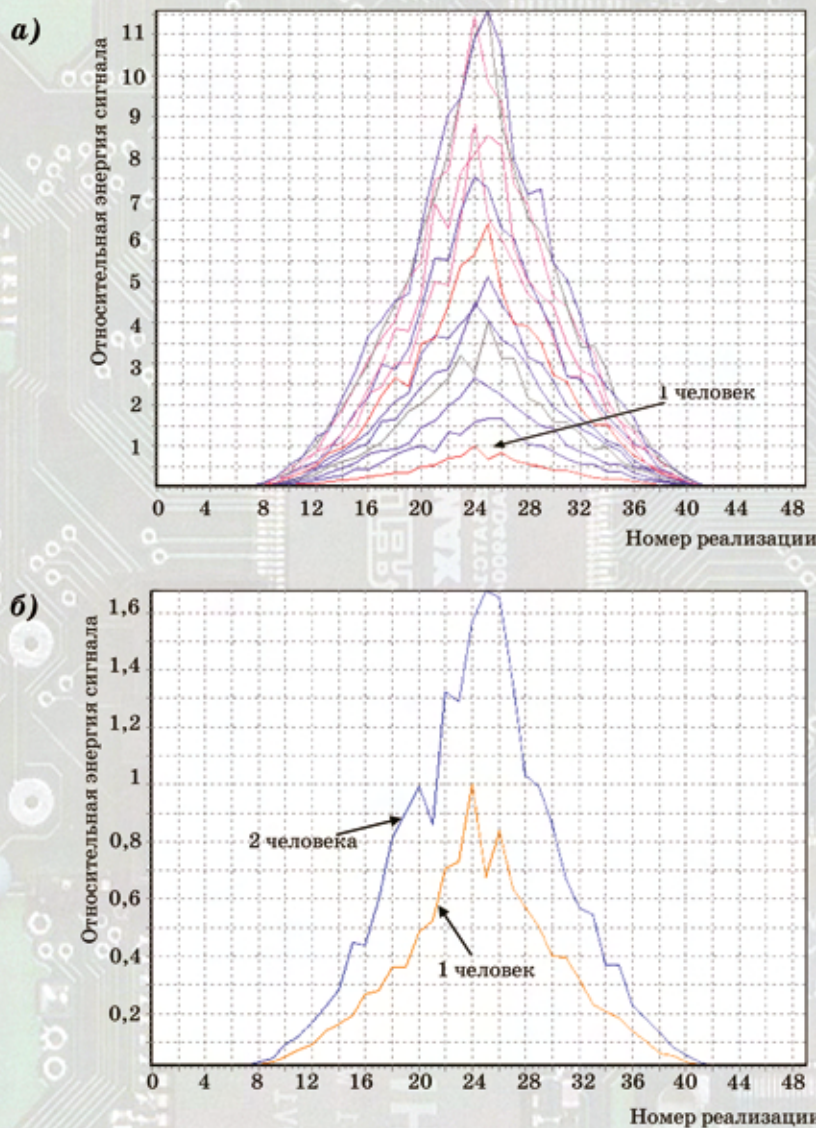 а)
Относительная энергия сигнала
11
10
9
8
7
6
5
4
3
2
1
1 человек
0 4 8 12 16 20 24 28 32 36 40 44 48
Номер реализации
б)
Относительная энергия сигнала
1,6
1,4
1,2
1
0,8
0,6
0,4
0,2
2 человека
1 человек
0 4 8 12 16 20 24 28 32 36 40 44 48
Номер реализации